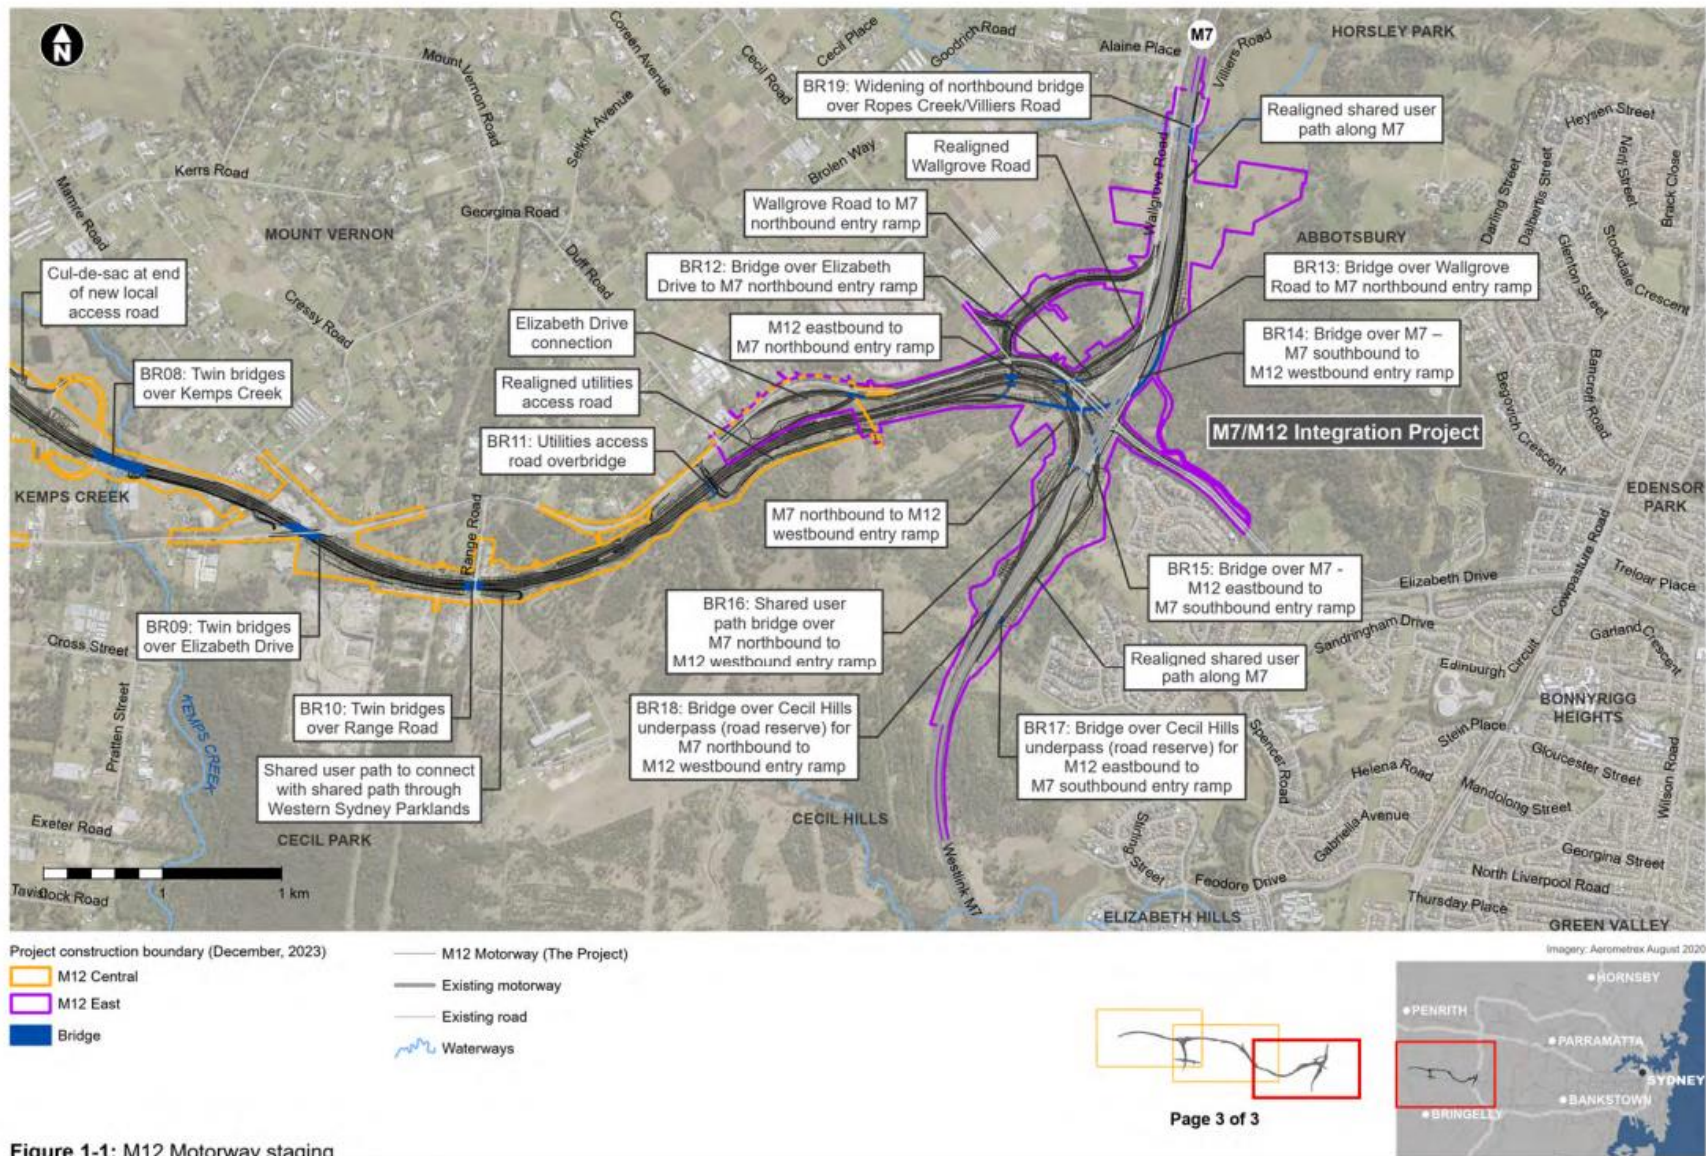 N
M7
HORSLEY PARK
Coreen Avenue
Cecil Place
Goodrich Road
Alaine Place
Villiers Road
Mount Vernon Road
Cecil Road
BR19: Widening of northbound bridge
over Ropes Creek/Villiers Road
Realigned shared user
path along M7
Heysen Street
Selkirk Avenue
Brolen Way
Realigned
Wallgrove Road
Wallgrove Road
Kerrs Road
Mamre Road
Georgina Road
MOUNT VERNON
Wallgrove Road to M7
northbound entry ramp
Darling Street
Dalbertis Street
Neri Street
Brack Close
ABBOTSBURY
Glenton Street
Stockdale Crescent
Duff Road
Cul-de-sac at end
of new local
access road
Cressy Road
BR12: Bridge over Elizabeth
Drive to M7 northbound entry ramp
BR13: Bridge over Wallgrove
Road to M7 northbound entry ramp
Elizabeth Drive
connection
M12 eastbound to
M7 northbound entry ramp
BR14: Bridge over M7 –
M7 southbound to
M12 westbound entry ramp
BR08: Twin bridges
over Kemps Creek
Realigned utilities
access road
Begovich Crescent
Bancroft Road
M7/M12 Integration Project
BR11: Utilities access
road overbridge
KEMPS CREEK
Range Road
M7 northbound to M12
westbound entry ramp
EDENSOR
PARK
Cowpasture Road
BR15: Bridge over M7 -
M12 eastbound to
M7 southbound entry ramp
Elizabeth Drive
Treloar Place
BR16: Shared user
path bridge over
M7 northbound to
M12 westbound entry ramp
BR09: Twin bridges
over Elizabeth Drive
Cross Street
Sandringham Drive
Garland Crescent
Edinburgh Circuit
Realigned shared user
path along M7
BONNYRIGG
HEIGHTS
Pratten Street
KEMPS CREEK
BR10: Twin bridges
over Range Road
BR18: Bridge over Cecil Hills
underpass (road reserve) for
M7 northbound to
M12 westbound entry ramp
BR17: Bridge over Cecil Hills
underpass (road reserve) for
M12 eastbound to
M7 southbound entry ramp
Spencer Road
Stein Place
Gloucester Street
Helena Road
Mandolong Street
Wilson Road
Shared user path to connect
with shared path through
Western Sydney Parklands
Exeter Road
CECIL PARK
CECIL HILLS
Stirling Street
Gabriella Avenue
Georgina Street
Westlink M7
Feodore Drive
North Liverpool Road
Thursday Place
Tavistock Road
1
1 km
ELIZABETH HILLS
GREEN VALLEY
Imagery: Aerometrex August 2020
Project construction boundary (December, 2023)
M12 Central
M12 East
Bridge
M12 Motorway (The Project)
Existing motorway
Existing road
Waterways
Page 3 of 3
HORNSBY
PENRITH
PARRAMATTA
SYDNEY
BANKSTOWN
BRINGELLY
Figure 1-1: M12 Motorway staging